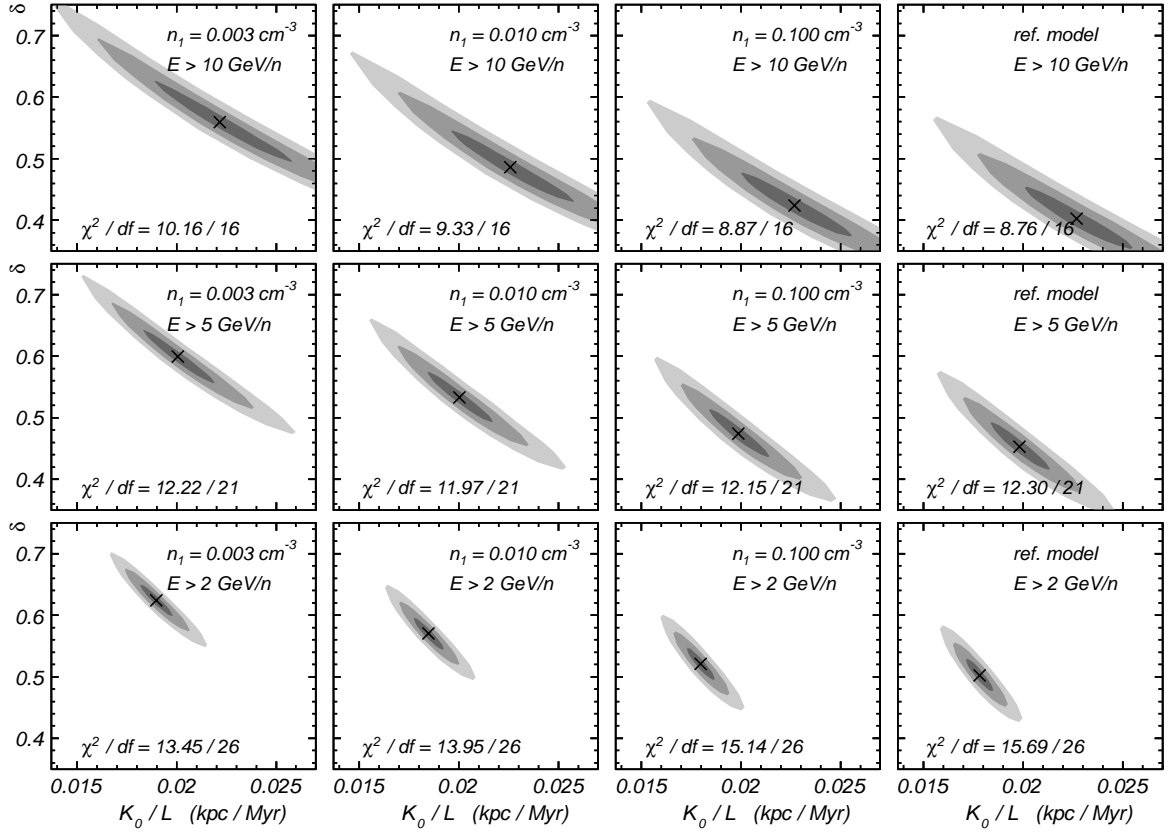 δ
n₁ = 0.003 cm⁻³
E > 10 GeV/n
χ² / df = 10.16 / 16
n₁ = 0.010 cm⁻³
E > 10 GeV/n
χ² / df = 9.33 / 16
n₁ = 0.100 cm⁻³
E > 10 GeV/n
χ² / df = 8.87 / 16
ref. model
E > 10 GeV/n
χ² / df = 8.76 / 16
0.7
0.6
0.5
0.4
δ
n₁ = 0.003 cm⁻³
E > 5 GeV/n
χ² / df = 12.22 / 21
n₁ = 0.010 cm⁻³
E > 5 GeV/n
χ² / df = 11.97 / 21
n₁ = 0.100 cm⁻³
E > 5 GeV/n
χ² / df = 12.15 / 21
ref. model
E > 5 GeV/n
χ² / df = 12.30 / 21
0.7
0.6
0.5
0.4
δ
n₁ = 0.003 cm⁻³
E > 2 GeV/n
χ² / df = 13.45 / 26
n₁ = 0.010 cm⁻³
E > 2 GeV/n
χ² / df = 13.95 / 26
n₁ = 0.100 cm⁻³
E > 2 GeV/n
χ² / df = 15.14 / 26
ref. model
E > 2 GeV/n
χ² / df = 15.69 / 26
0.7
0.6
0.5
0.4
0.015 0.02 0.025
0.015 0.02 0.025
0.015 0.02 0.025
0.015 0.02 0.025
K₀ / L (kpc / Myr)
K₀ / L (kpc / Myr)
K₀ / L (kpc / Myr)
K₀ / L (kpc / Myr)